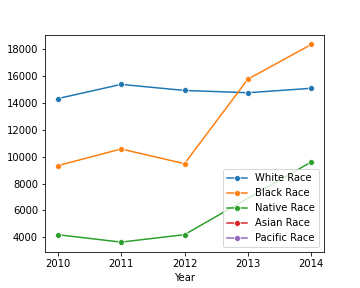 18000
16000
14000
12000
10000
8000
6000
4000
White Race
Black Race
Native Race
Asian Race
Pacific Race
2010 2011 2012 2013 2014
Year